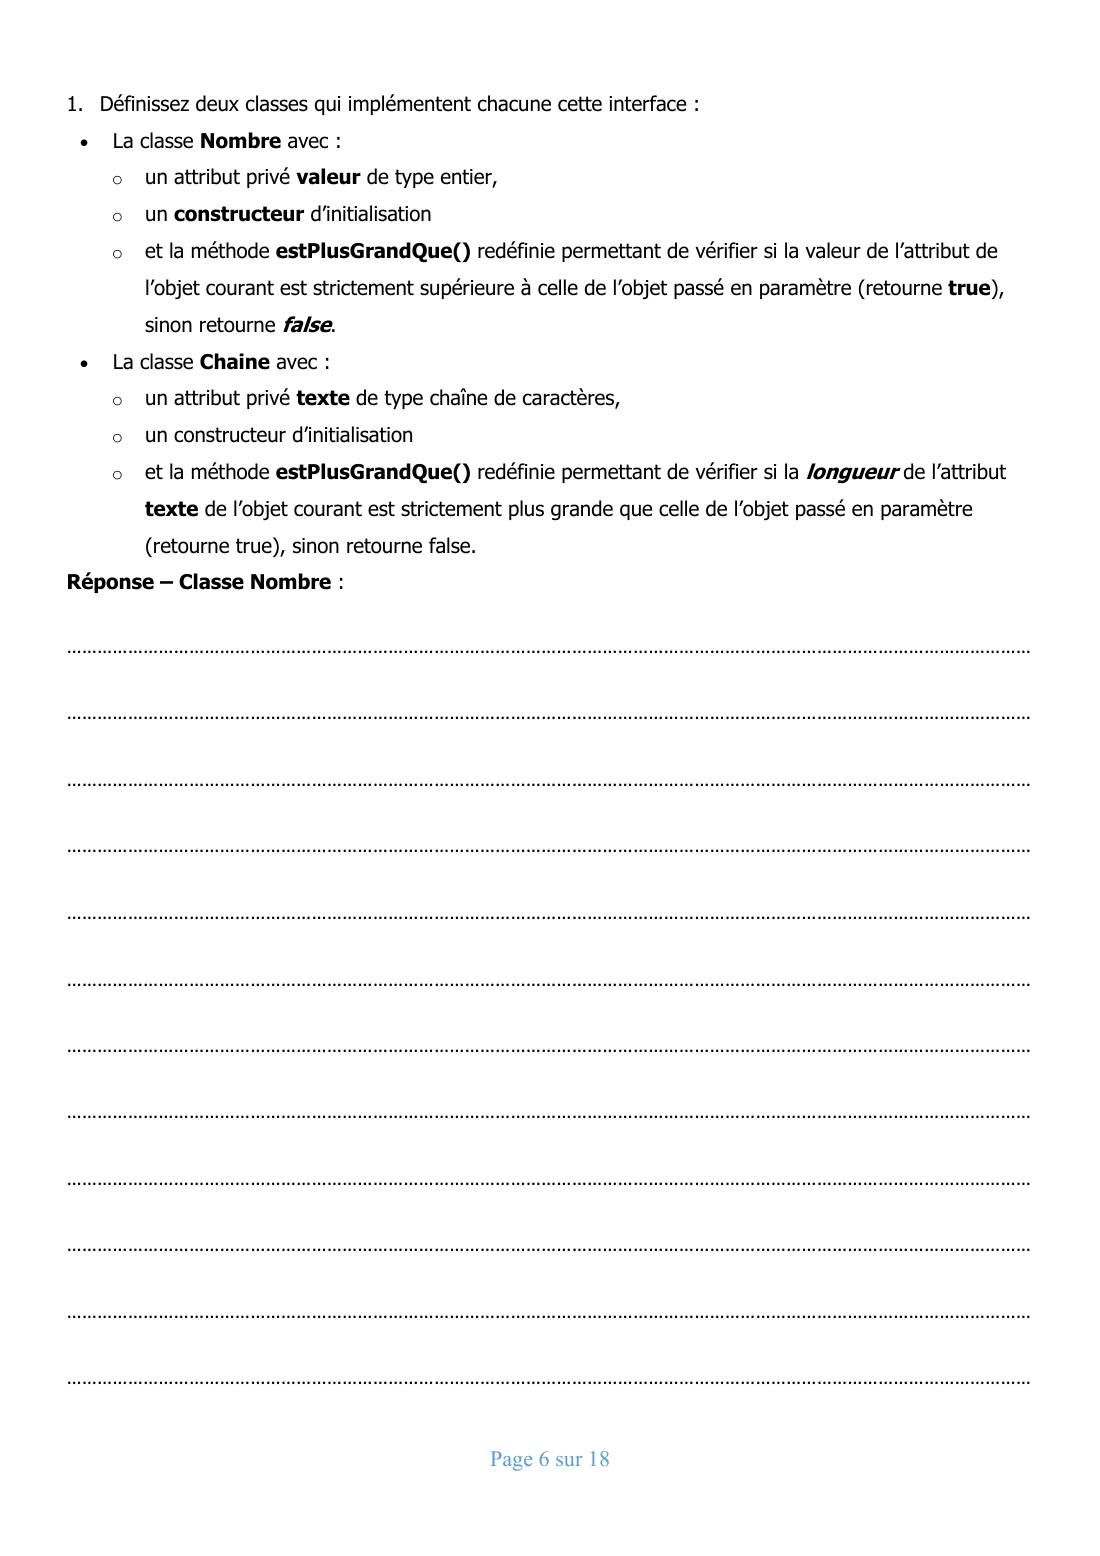 1. Définissez deux classes qui implémentent chacune cette interface :
• La classe Nombre avec :
o un attribut privé valeur de type entier,
o un constructeur d’initialisation
o et la méthode estPlusGrandQue() redéfinie permettant de vérifier si la valeur de l’attribut de
l’objet courant est strictement supérieure à celle de l’objet passé en paramètre (retourne true),
sinon retourne false.
• La classe Chaine avec :
o un attribut privé texte de type chaîne de caractères,
o un constructeur d’initialisation
o et la méthode estPlusGrandQue() redéfinie permettant de vérifier si la longueur de l’attribut
texte de l’objet courant est strictement plus grande que celle de l’objet passé en paramètre
(retourne true), sinon retourne false.
Réponse – Classe Nombre :
Page 6 sur 18